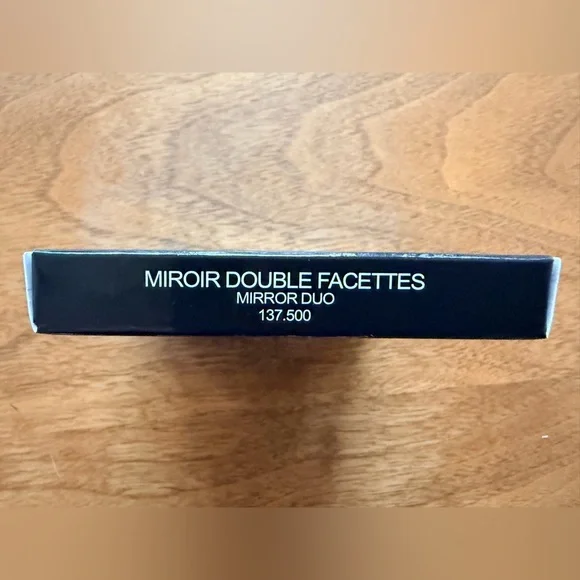 MIROIR DOUBLE FACETTES
MIRROR DUO
137.500